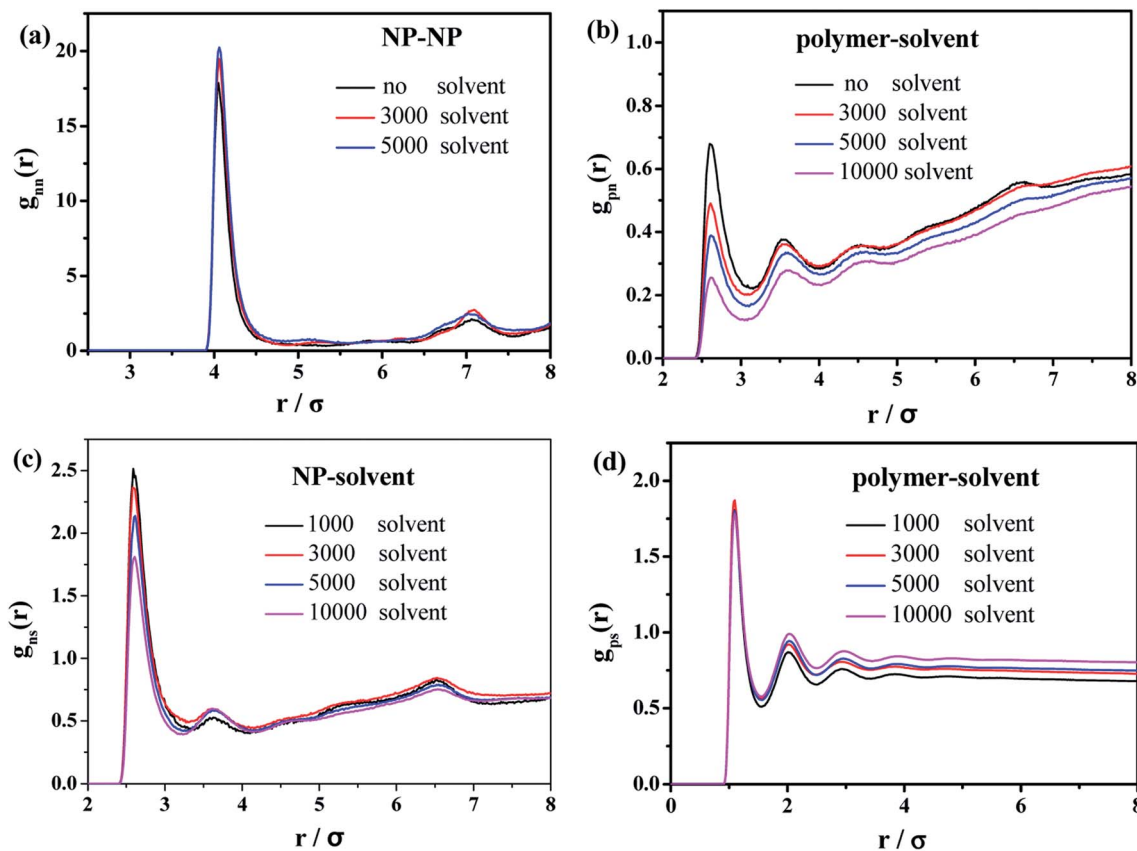 (a)
NP-NP
no solvent
3000 solvent
5000 solvent
20
15
10
5
0
3 4 5 6 7 8
g_nn(r)
r / σ
(b)
polymer-solvent
no solvent
3000 solvent
5000 solvent
10000 solvent
1.0
0.8
0.6
0.4
0.2
0.0
2 3 4 5 6 7 8
g_pn(r)
r / σ
(c)
NP-solvent
1000 solvent
3000 solvent
5000 solvent
10000 solvent
2.5
2.0
1.5
1.0
0.5
0.0
2 3 4 5 6 7 8
g_ns(r)
r / σ
(d)
polymer-solvent
1000 solvent
3000 solvent
5000 solvent
10000 solvent
2.0
1.5
1.0
0.5
0.0
0 2 4 6 8
g_ps(r)
r / σ